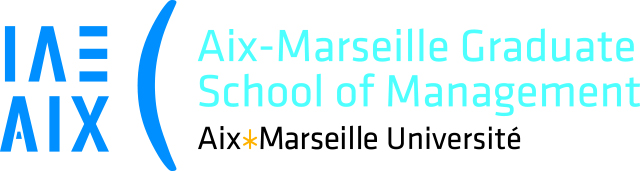 IAE
AIX
Aix-Marseille Graduate
School of Management
Aix*Marseille Université